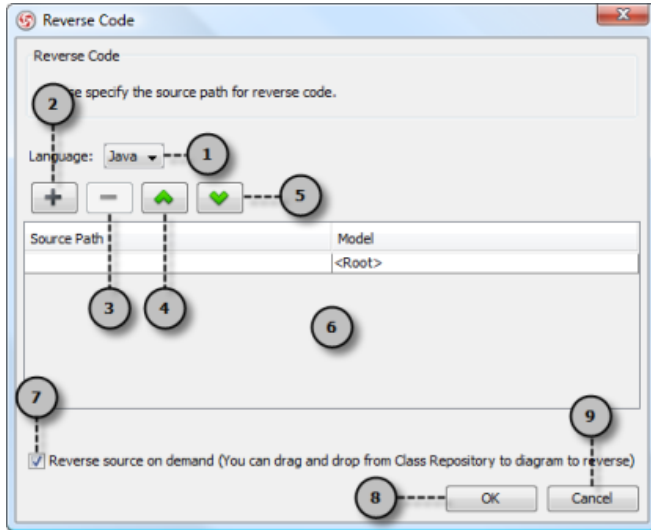 Reverse Code
Reverse Code
specify the source path for reverse code.
2
Language: Java
1
5
Source Path Model
<Root>
3
4
6
7
9
Reverse source on demand (You can drag and drop from Class Repository to diagram to reverse)
8
OK Cancel